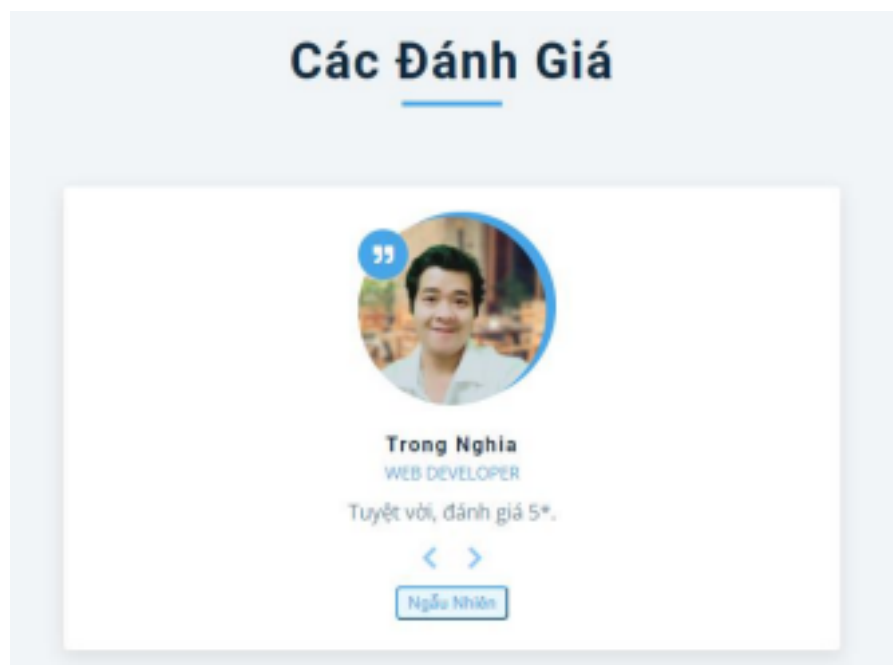 Các Đánh Giá
Trong Nghia
WEB DEVELOPER
Tuyệt vời, đánh giá 5*.
Ngẫu Nhiên